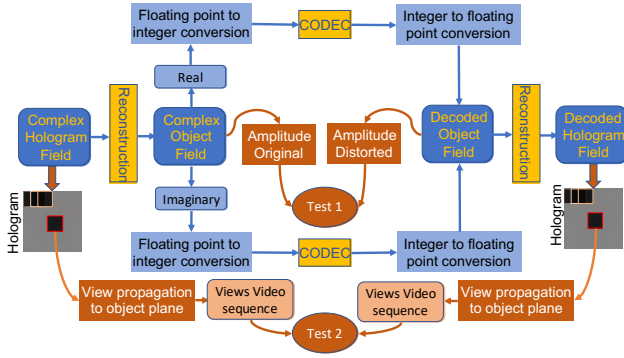 Floating point to
integer conversion
CODEC
Integer to floating
point conversion
Real
Complex
Hologram
Field
Reconstruction
Complex
Object
Field
Amplitude
Original
Amplitude
Distorted
Decoded
Object
Field
Reconstruction
Decoded
Hologram
Field
Imaginary
Test 1
Hologram
Hologram
Floating point to
integer conversion
CODEC
Integer to floating
point conversion
View propagation
to object plane
Views Video
sequence
Test 2
Views Video
sequence
View propagation
to object plane